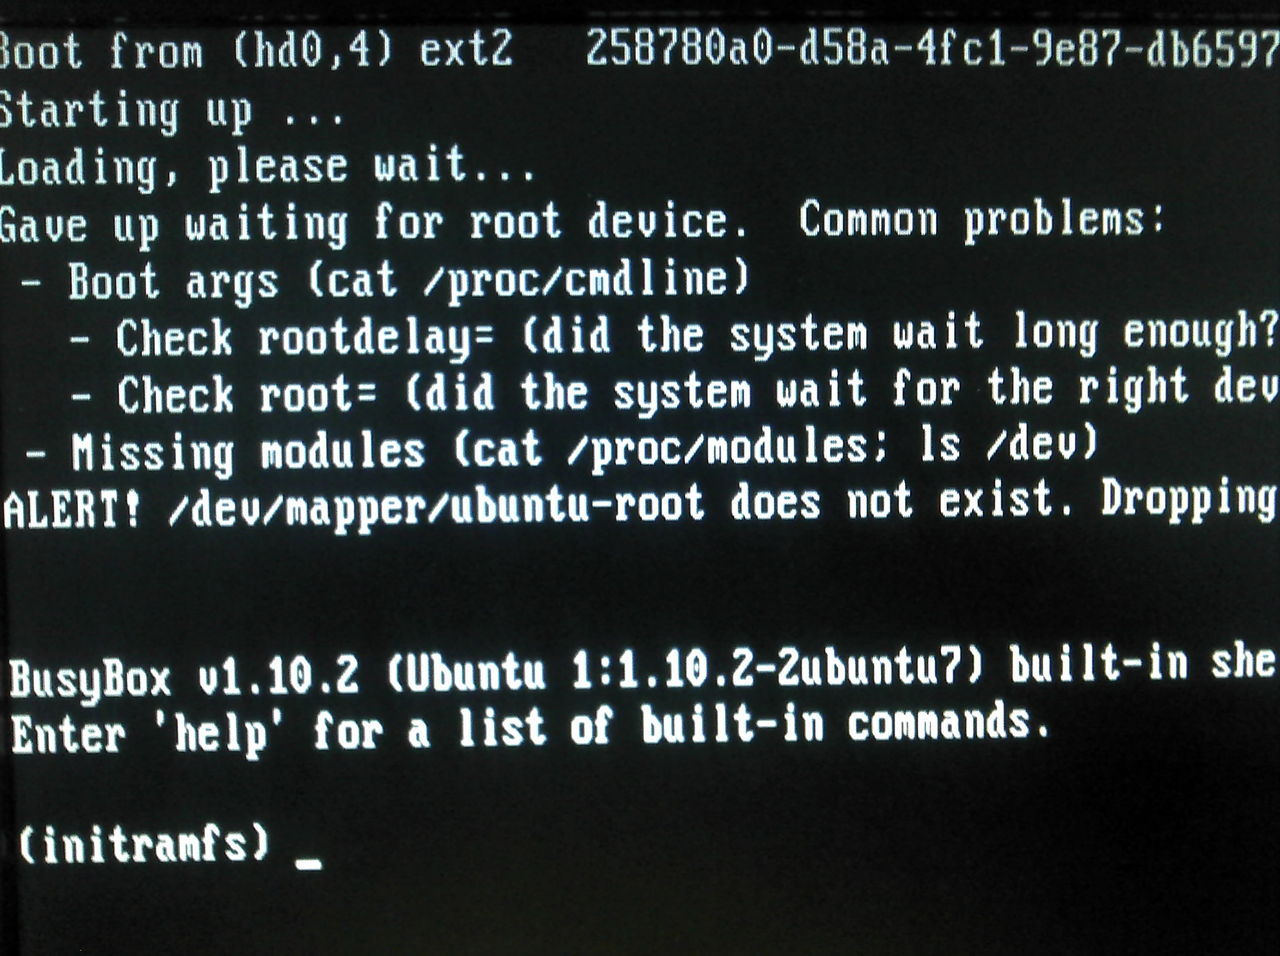 Boot from (hd0,4) ext2   258780a0-d58a-4fc1-9e87-db6597
Starting up ...
Loading, please wait...
Gave up waiting for root device.  Common problems:
 - Boot args (cat /proc/cmdline)
   - Check rootdelay= (did the system wait long enough?
   - Check root= (did the system wait for the right dev
 - Missing modules (cat /proc/modules; ls /dev)
ALERT! /dev/mapper/ubuntu-root does not exist. Dropping
BusyBox v1.10.2 (Ubuntu 1:1.10.2-2ubuntu7) built-in she
Enter 'help' for a list of built-in commands.
(initramfs) _